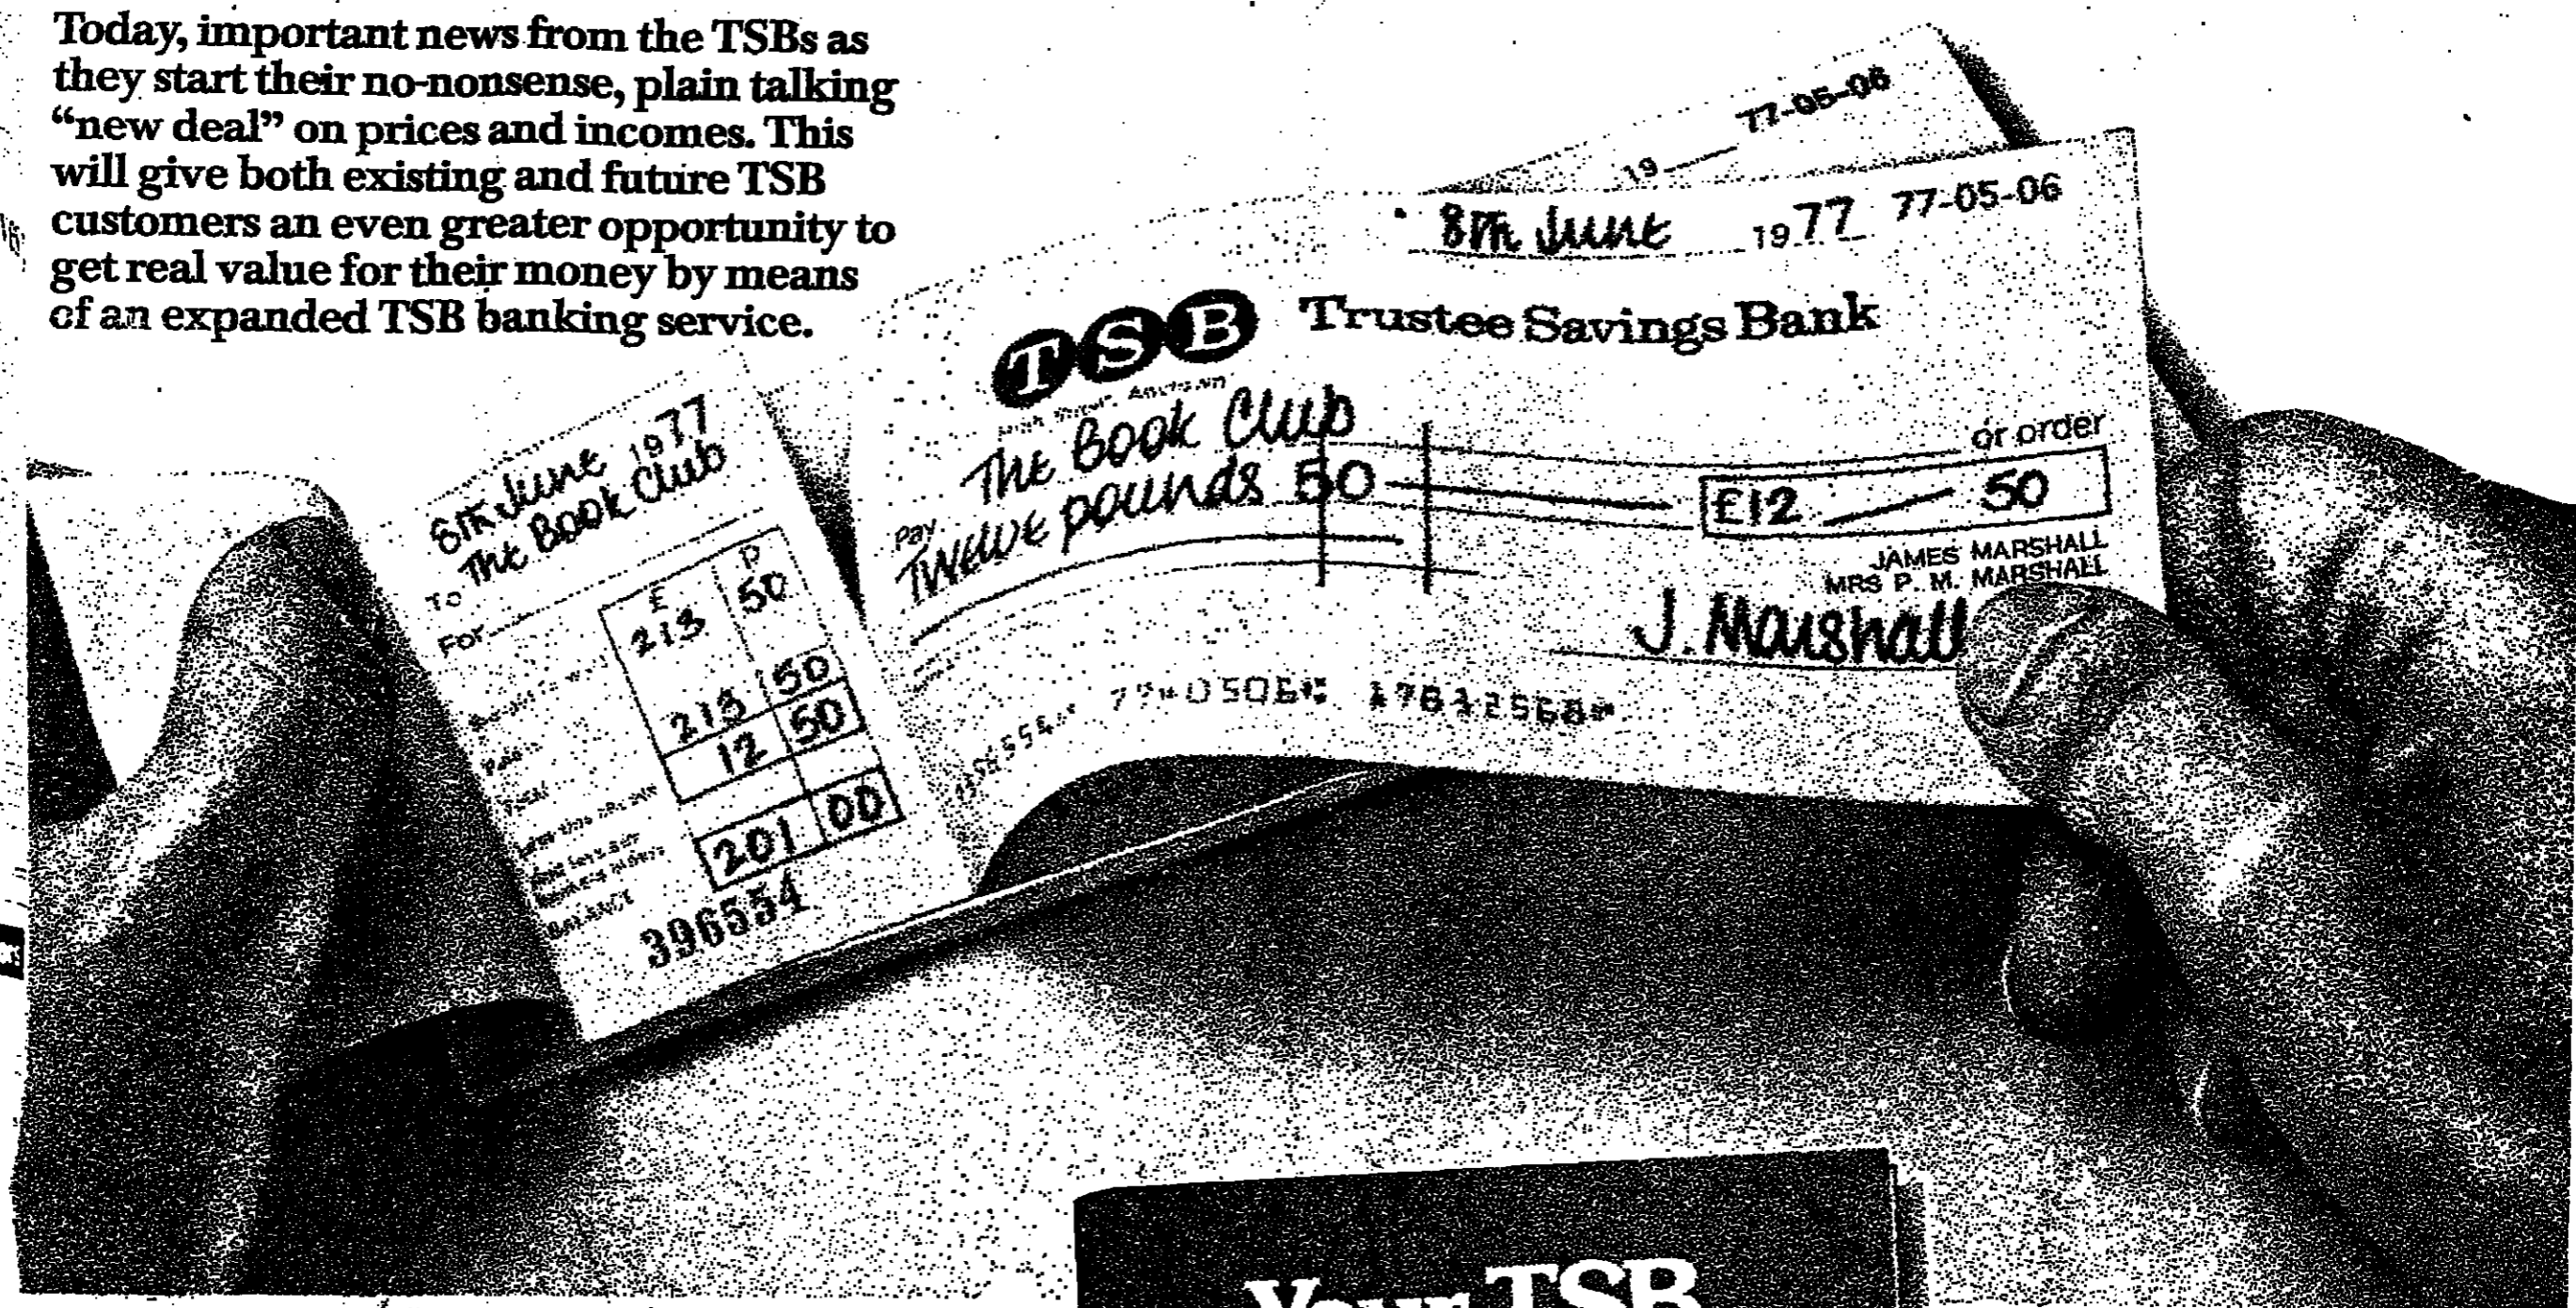 Today, important news from the TSBs as
they start their no-nonsense, plain talking
“new deal” on prices and incomes. This
will give both existing and future TSB
customers an even greater opportunity to
get real value for their money by means
of an expanded TSB banking service.
19 77-05-06
8th June 1977 77-05-06
TSB Trustee Savings Bank
The Book Club
or order
Pay
Twelve pounds 50
£12 — 50
JAMES MARSHALL
MRS P. M. MARSHALL
J. Marshall
8th June 1977
To The Book Club
For
£ P
213 50
213 50
12 50
201 00
396554
Your TSB